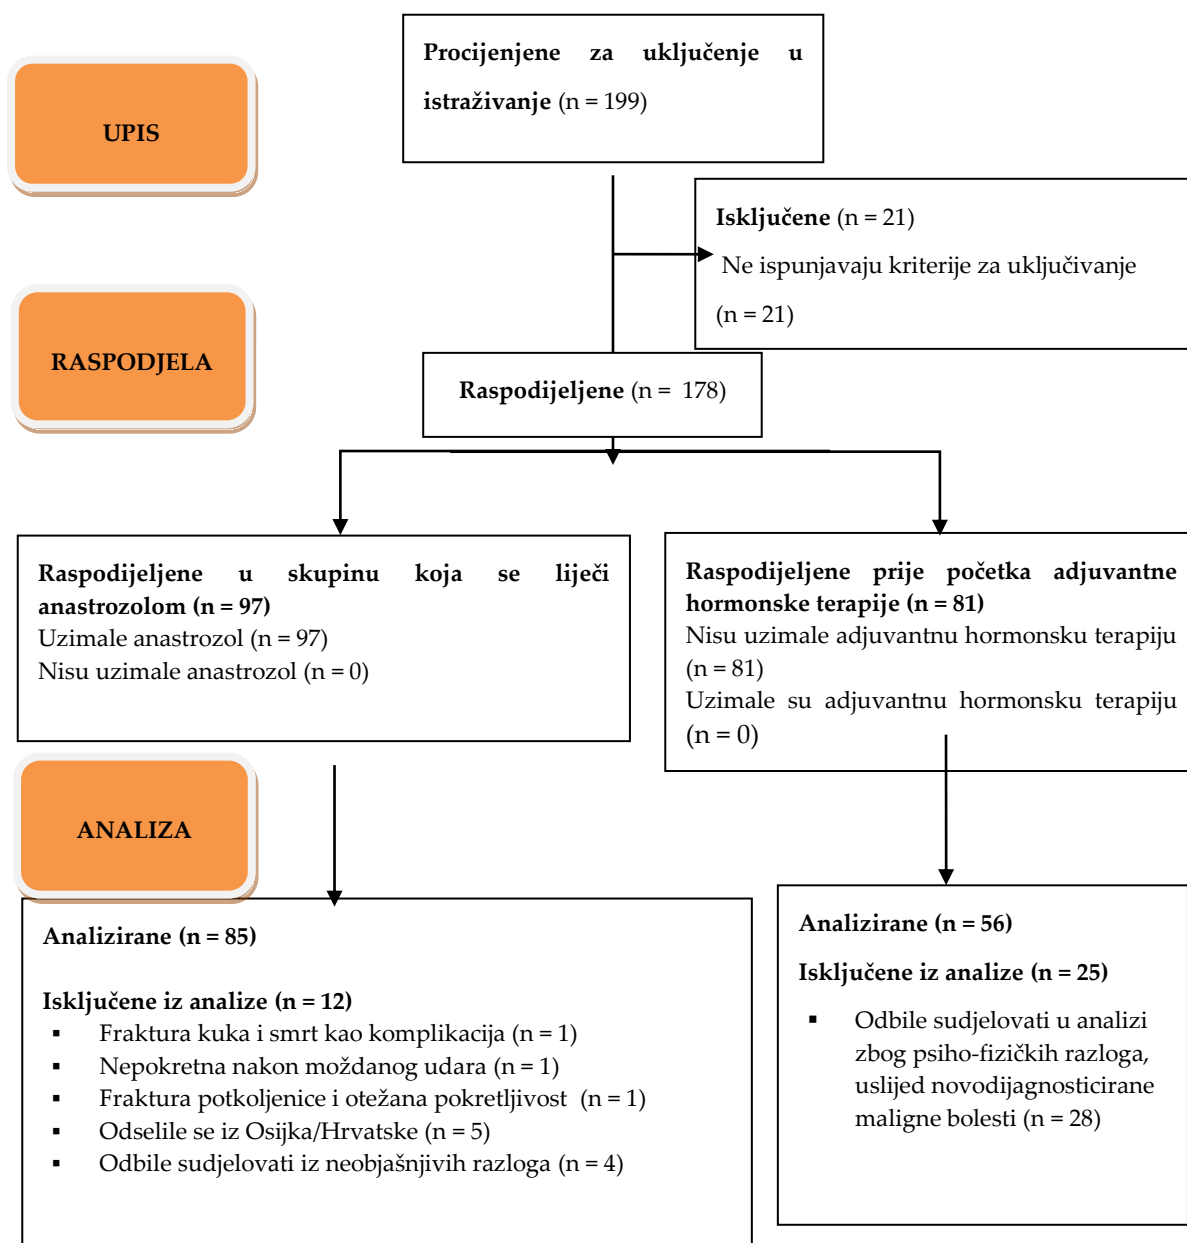 UPIS
Procijenjene za uključenje u
istraživanje (n = 199)
Isključene (n = 21)
Ne ispunjavaju kriterije za uključivanje
(n = 21)
RASPODJELA
Raspodijeljene (n = 178)
Raspodijeljene u skupinu koja se liječi
anastrozolom (n = 97)
Uzimale anastrozol (n = 97)
Nisu uzimale anastrozol (n = 0)
Raspodijeljene prije početka adjuvantne
hormonske terapije (n = 81)
Nisu uzimale adjuvantnu hormonsku terapiju
(n = 81)
Uzimale su adjuvantnu hormonsku terapiju
(n = 0)
ANALIZA
Analizirane (n = 85)
Isključene iz analize (n = 12)
▪ Fraktura kuka i smrt kao komplikacija (n = 1)
▪ Nepokretna nakon moždanog udara (n = 1)
▪ Fraktura potkoljenice i otežana pokretljivost (n = 1)
▪ Odselile se iz Osijka/Hrvatske (n = 5)
▪ Odbile sudjelovati iz neobjašnjivih razloga (n = 4)
Analizirane (n = 56)
Isključene iz analize (n = 25)
▪ Odbile sudjelovati u analizi
zbog psiho-fizičkih razloga,
uslijed novodijagnosticirane
maligne bolesti (n = 28)